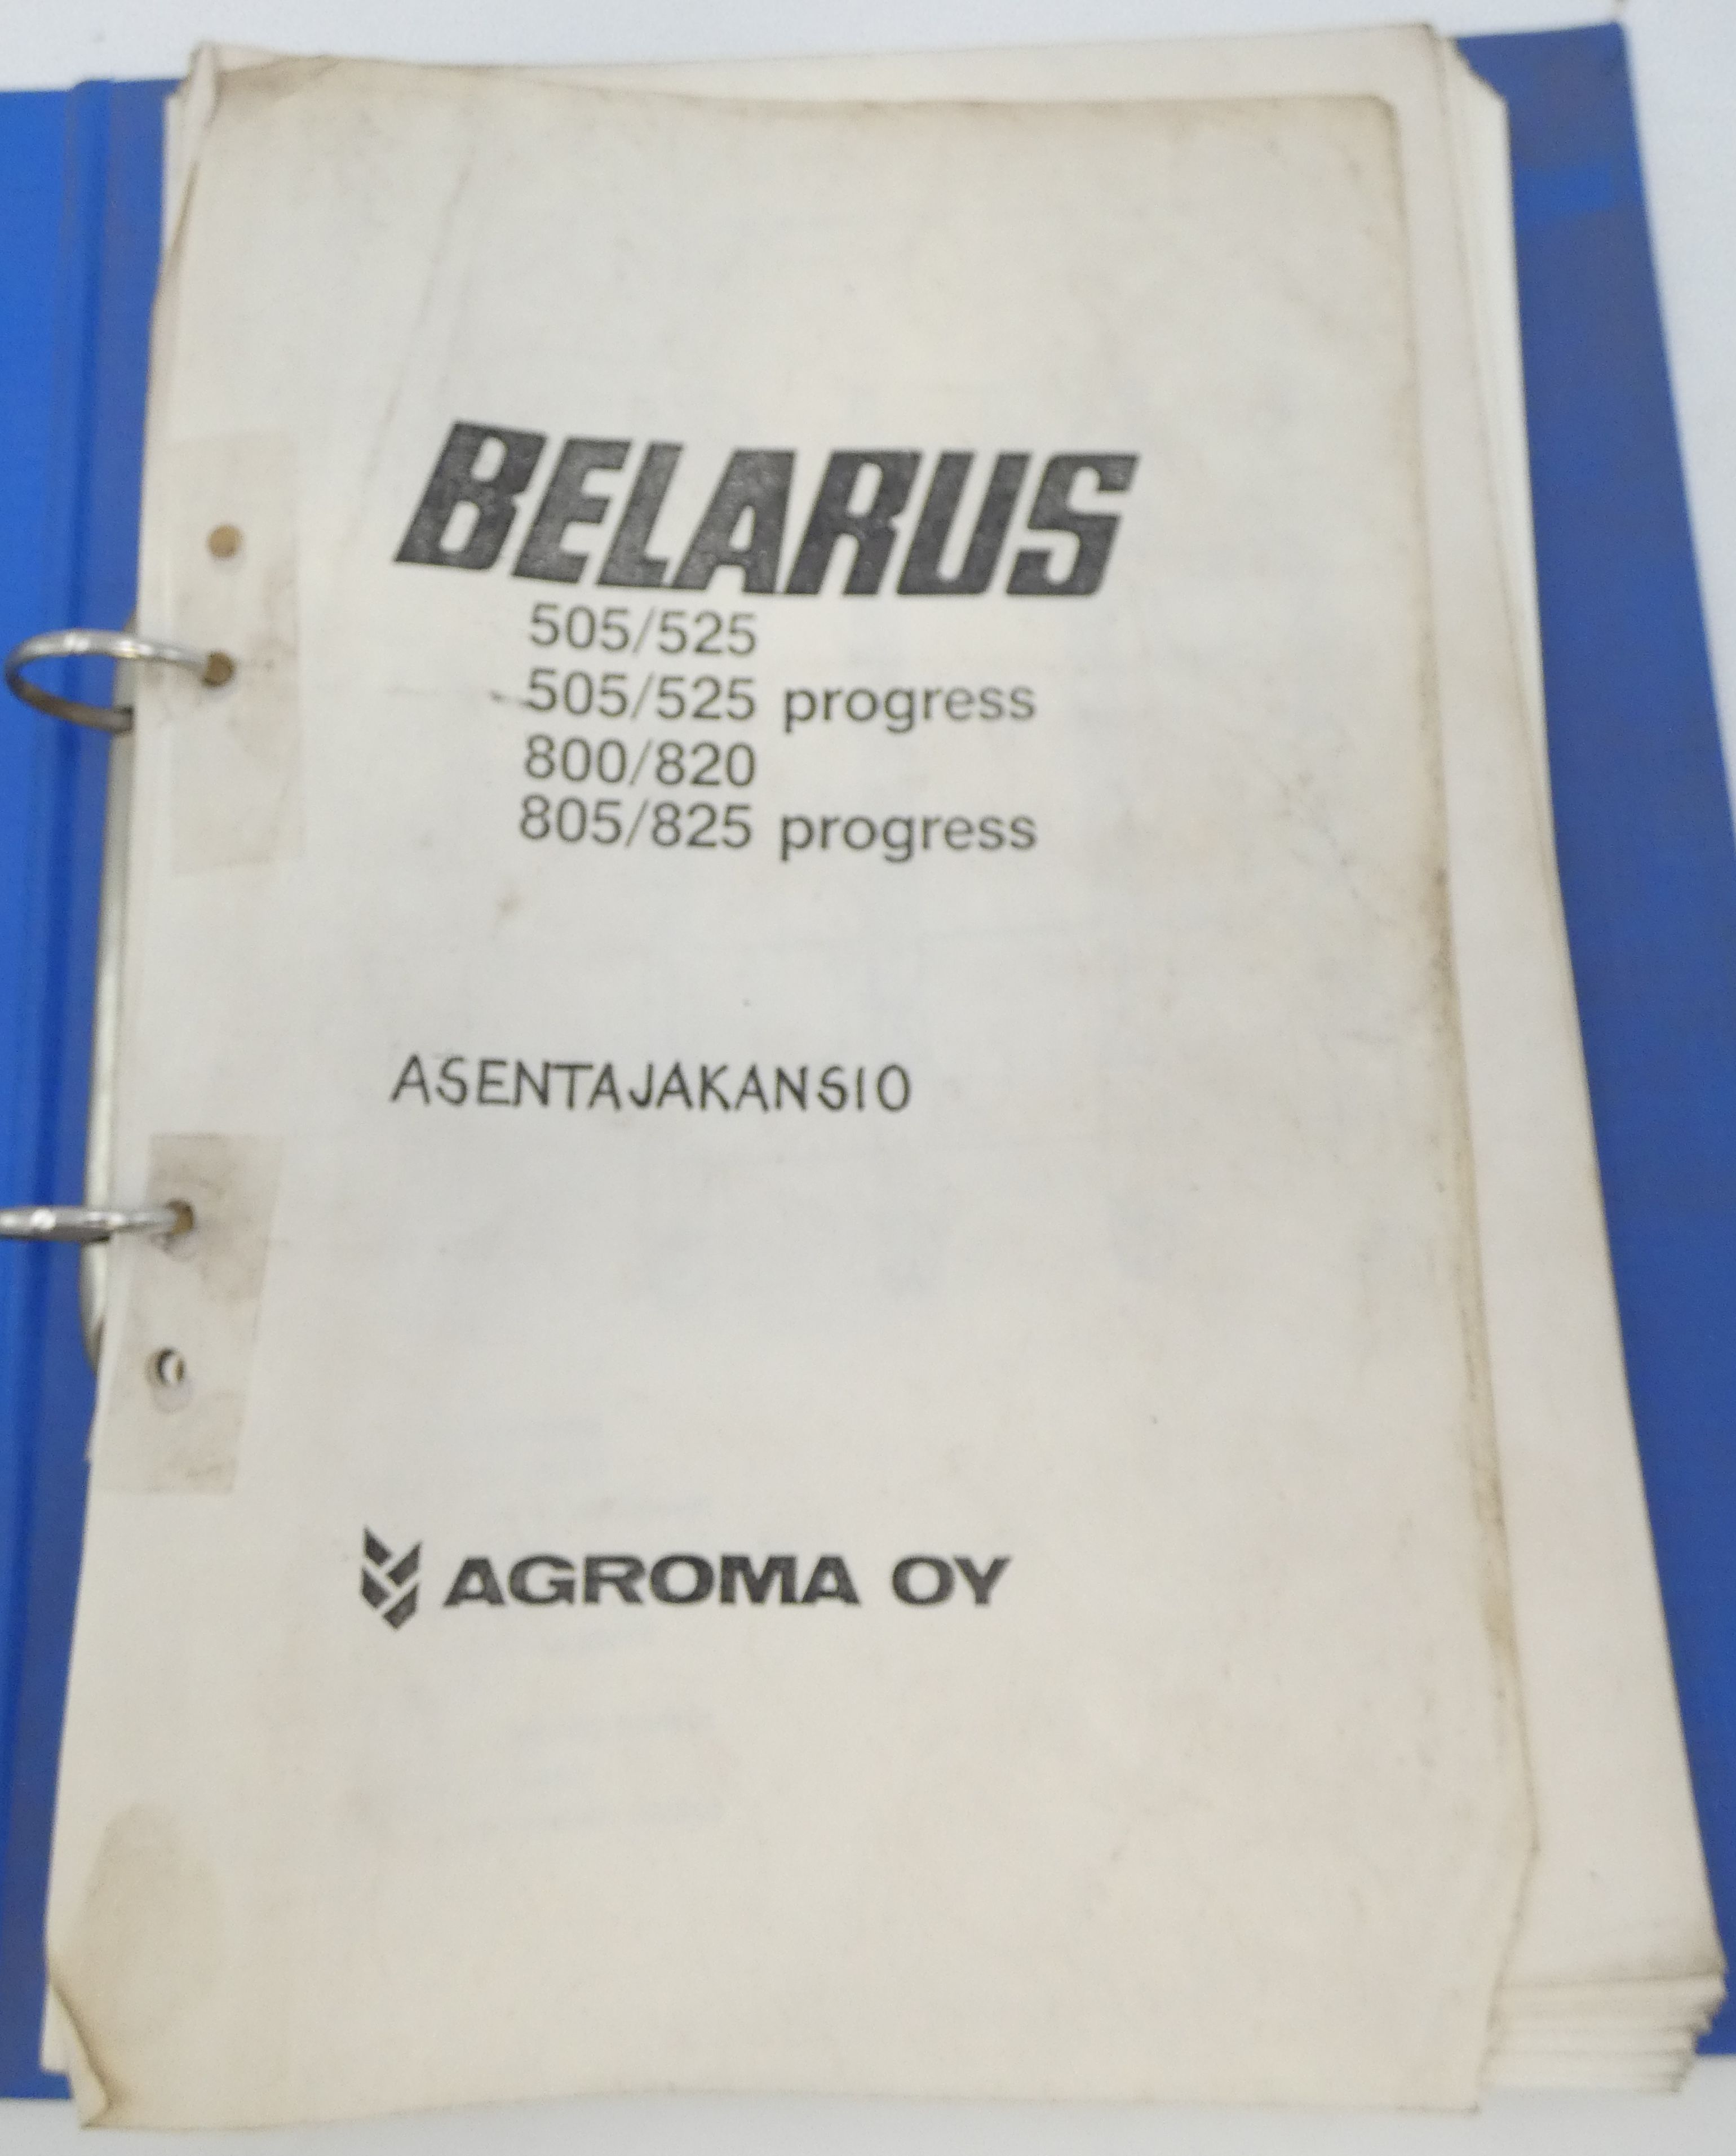 BELARUS
505/525
505/525 progress
800/820
805/825 progress
ASENTAJAKANSIO
AGROMA OY